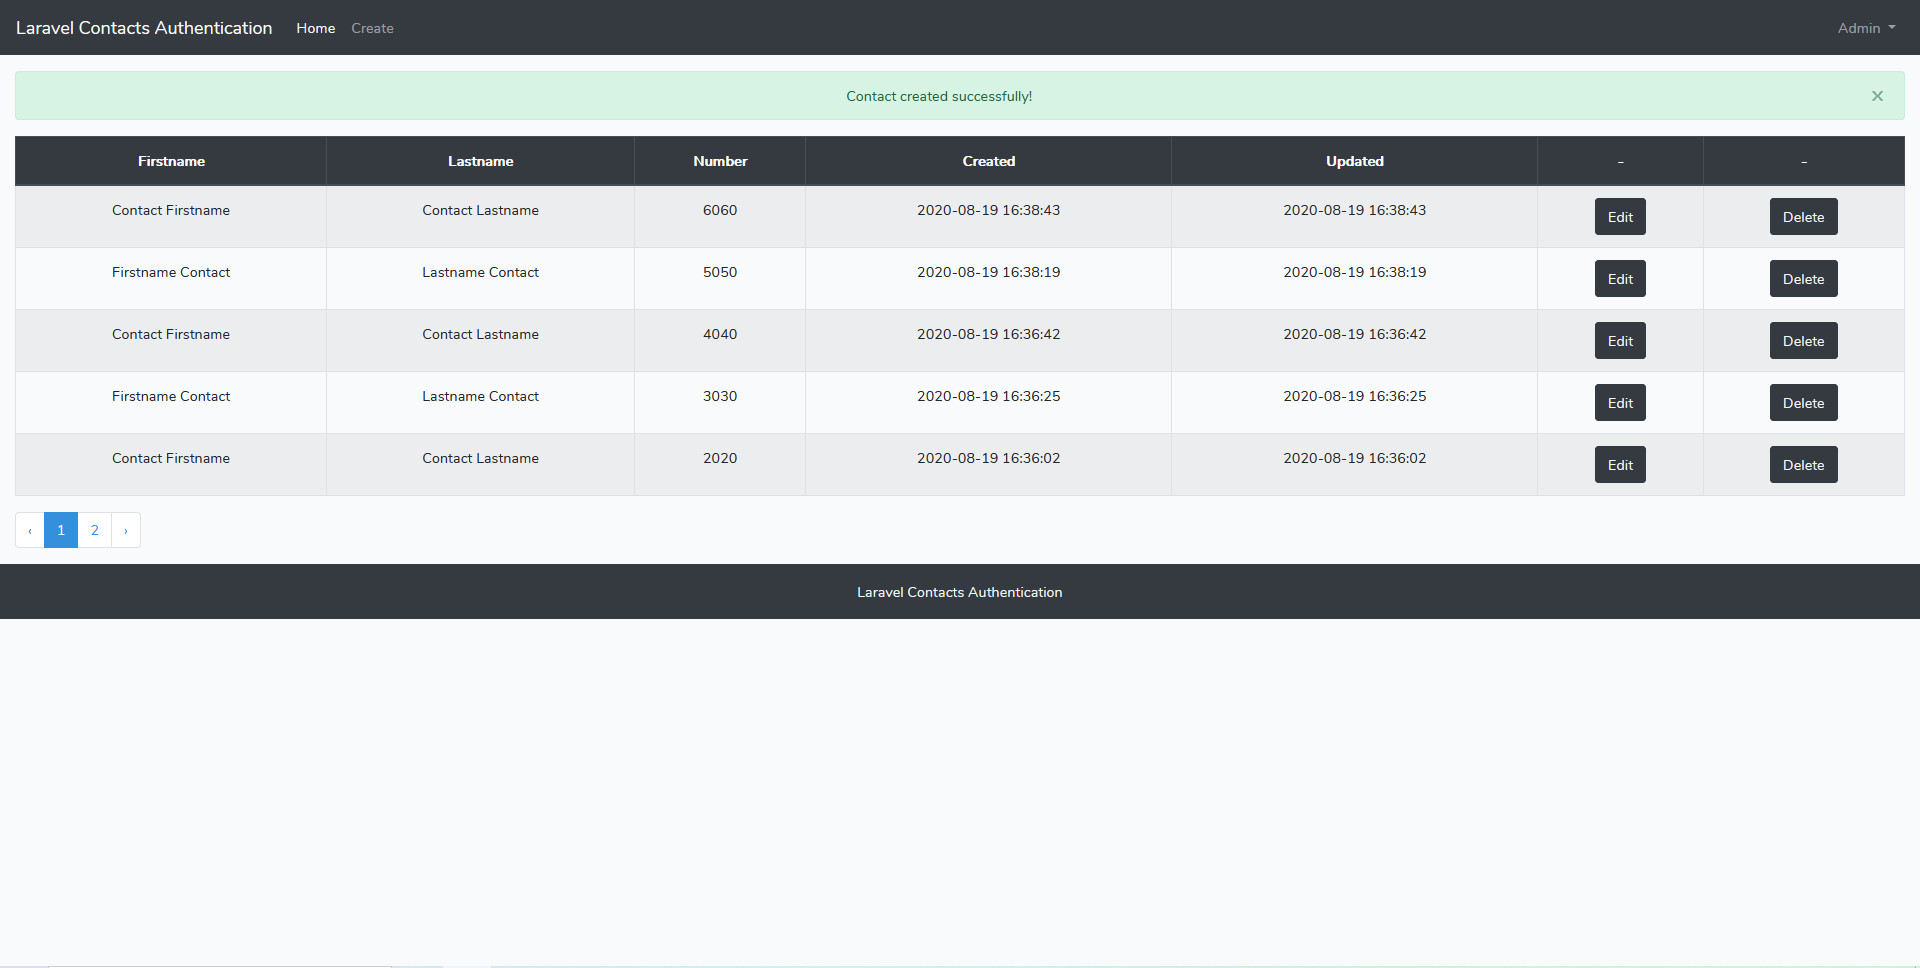 Laravel Contacts Authentication Home Create Admin
Contact created successfully! ×
Firstname Lastname Number Created Updated - -
Contact Firstname Contact Lastname 6060 2020-08-19 16:38:43 2020-08-19 16:38:43 Edit Delete
Firstname Contact Lastname Contact 5050 2020-08-19 16:38:19 2020-08-19 16:38:19 Edit Delete
Contact Firstname Contact Lastname 4040 2020-08-19 16:36:42 2020-08-19 16:36:42 Edit Delete
Firstname Contact Lastname Contact 3030 2020-08-19 16:36:25 2020-08-19 16:36:25 Edit Delete
Contact Firstname Contact Lastname 2020 2020-08-19 16:36:02 2020-08-19 16:36:02 Edit Delete
‹ 1 2 ›
Laravel Contacts Authentication